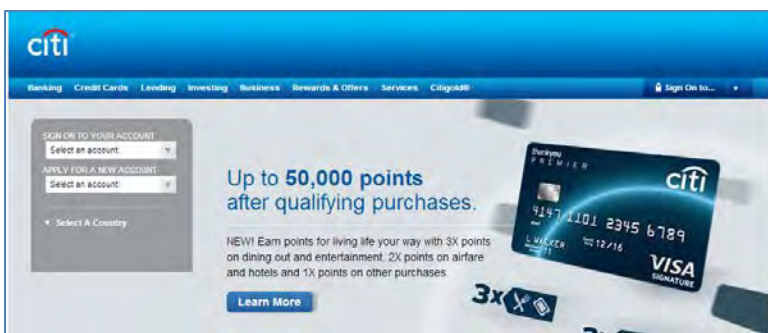 citi
Banking Credit Cards Lending Investing Business Rewards & Offers Services Citigold® Sign On to...
SIGN ON TO YOUR ACCOUNT
Select an account
APPLY FOR A NEW ACCOUNT
Select an account
Select A Country
Up to 50,000 points
after qualifying purchases.
NEW! Earn points for living life your way with 3X points
on dining out and entertainment, 2X points on airfare
and hotels and 1X points on other purchases
Learn More
thankyou
PREMIER
citi
4147 1101 2345 6789
L WALKER 12/16
VISA
SIGNATURE
3x